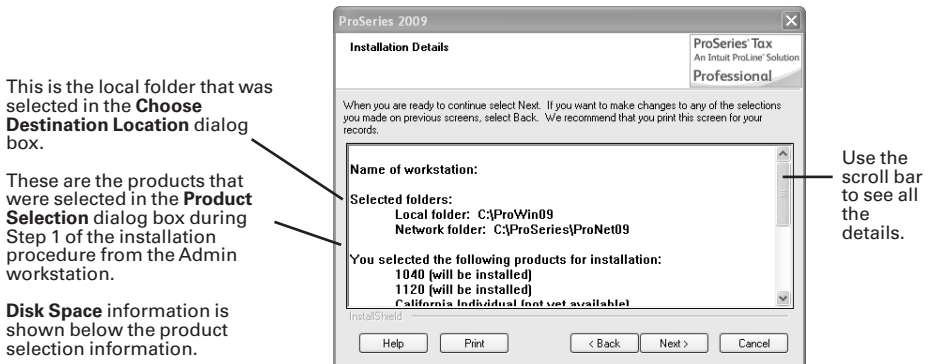 This is the local folder that was
selected in the Choose
Destination Location dialog
box.
These are the products that
were selected in the Product
Selection dialog box during
Step 1 of the installation
procedure from the Admin
workstation.
Disk Space information is
shown below the product
selection information.
ProSeries 2009
Installation Details
ProSeries' Tax
An Intuit ProLine' Solution
Professional
When you are ready to continue select Next. If you want to make changes to any of the selections
you made on previous screens, select Back. We recommend that you print this screen for your
records.
Name of workstation:
Selected folders:
Local folder: C:\ProWin09
Network folder: C:\ProSeries\ProNet09
You selected the following products for installation:
1040 (will be installed)
1120 (will be installed)
California Individual (not yet available)
InstallShield
Help
Print
< Back
Next >
Cancel
Use the
scroll bar
to see all
the
details.